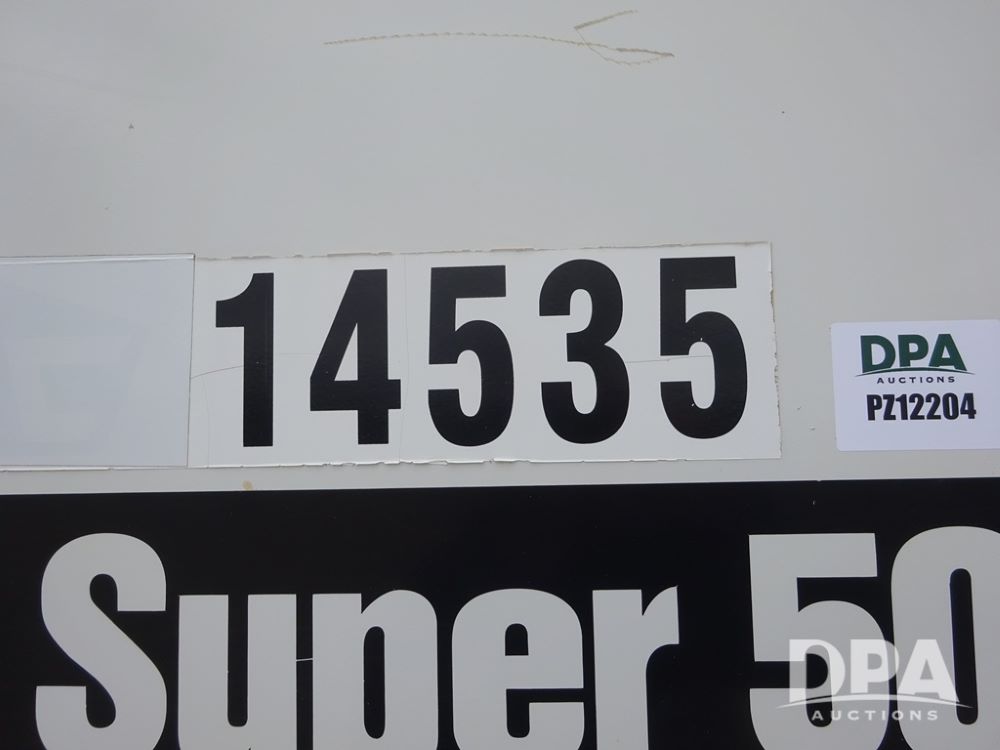 14535
DPA
AUCTIONS
PZ12204
Super 50
DPA
AUCTIONS